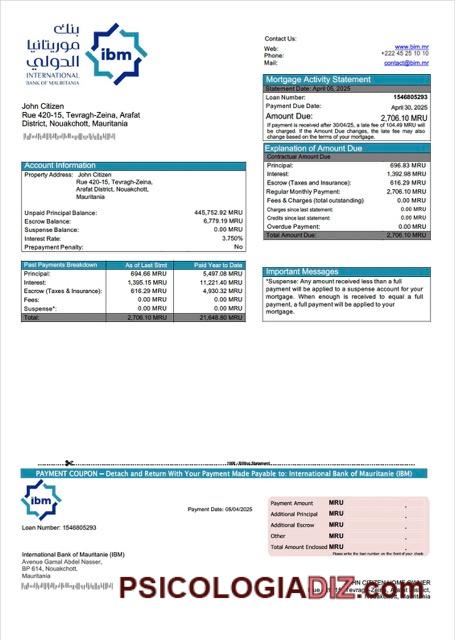 بنك
موريتانيا
الدولي
INTERNATIONAL
BANK OF MAURITANIA
ibm
Contact Us:
Web: www.bim.mr
Phone: +222 45 25 10 10
Mail: contact@bim.mr
John Citizen
Rue 420-15, Tevragh-Zeina, Arafat
District, Nouakchott, Mauritania
Mortgage Activity Statement
Statement Date: April 05, 2025
Loan Number: 1546805293
Payment Due Date: April 30, 2025
Amount Due: 2,706.10 MRU
If payment is received after 30/04/25, a late fee of 104.49 MRU will
be charged. If the Amount Due changes, the late fee may also
change based on the terms of your mortgage.
Explanation of Amount Due
Contractual Amount Due
Principal: 696.83 MRU
Interest: 1,392.98 MRU
Escrow (Taxes and Insurance): 616.29 MRU
Regular Monthly Payment: 2,706.10 MRU
Fees & Charges (total outstanding) 0.00 MRU
Charges since last statement: 0.00 MRU
Credits since last statement: 0.00 MRU
Overdue Payment: 0.00 MRU
Total Amount Due: 2,706.10 MRU
Account Information
Property Address: John Citizen
Rue 420-15, Tevragh-Zeina,
Arafat District, Nouakchott,
Mauritania
Unpaid Principal Balance: 445,752.92 MRU
Escrow Balance: 6,779.19 MRU
Suspense Balance: 0.00 MRU
Interest Rate: 3.750%
Prepayment Penalty: No
Past Payments Breakdown As of Last Stmt Paid Year to Date
Principal: 694.66 MRU 5,497.08 MRU
Interest: 1,395.15 MRU 11,221.40 MRU
Escrow (Taxes & Insurance): 616.29 MRU 4,930.32 MRU
Fees: 0.00 MRU 0.00 MRU
Suspense*: 0.00 MRU 0.00 MRU
Total: 2,706.10 MRU 21,648.80 MRU
Important Messages
*Suspense: Any amount received less than a full
payment will be applied to a suspense account for your
mortgage. When enough is received to equal a full
payment, a full payment will be applied to your
mortgage.
PAYMENT COUPON – Detach and Return With Your Payment Made Payable to: International Bank of Mauritanie (IBM)
ibm
Loan Number: 1546805293
Payment Date: 05/04/2025
Payment Amount MRU
Additional Principal MRU
Additional Escrow MRU
Other MRU
Total Amount Enclosed MRU
Please write the loan number on the front of your check.
International Bank of Mauritanie (IBM)
Avenue Gamal Abdel Nasser,
BP 614, Nouakchott,
Mauritania
PSICOLOGIADIZ.com